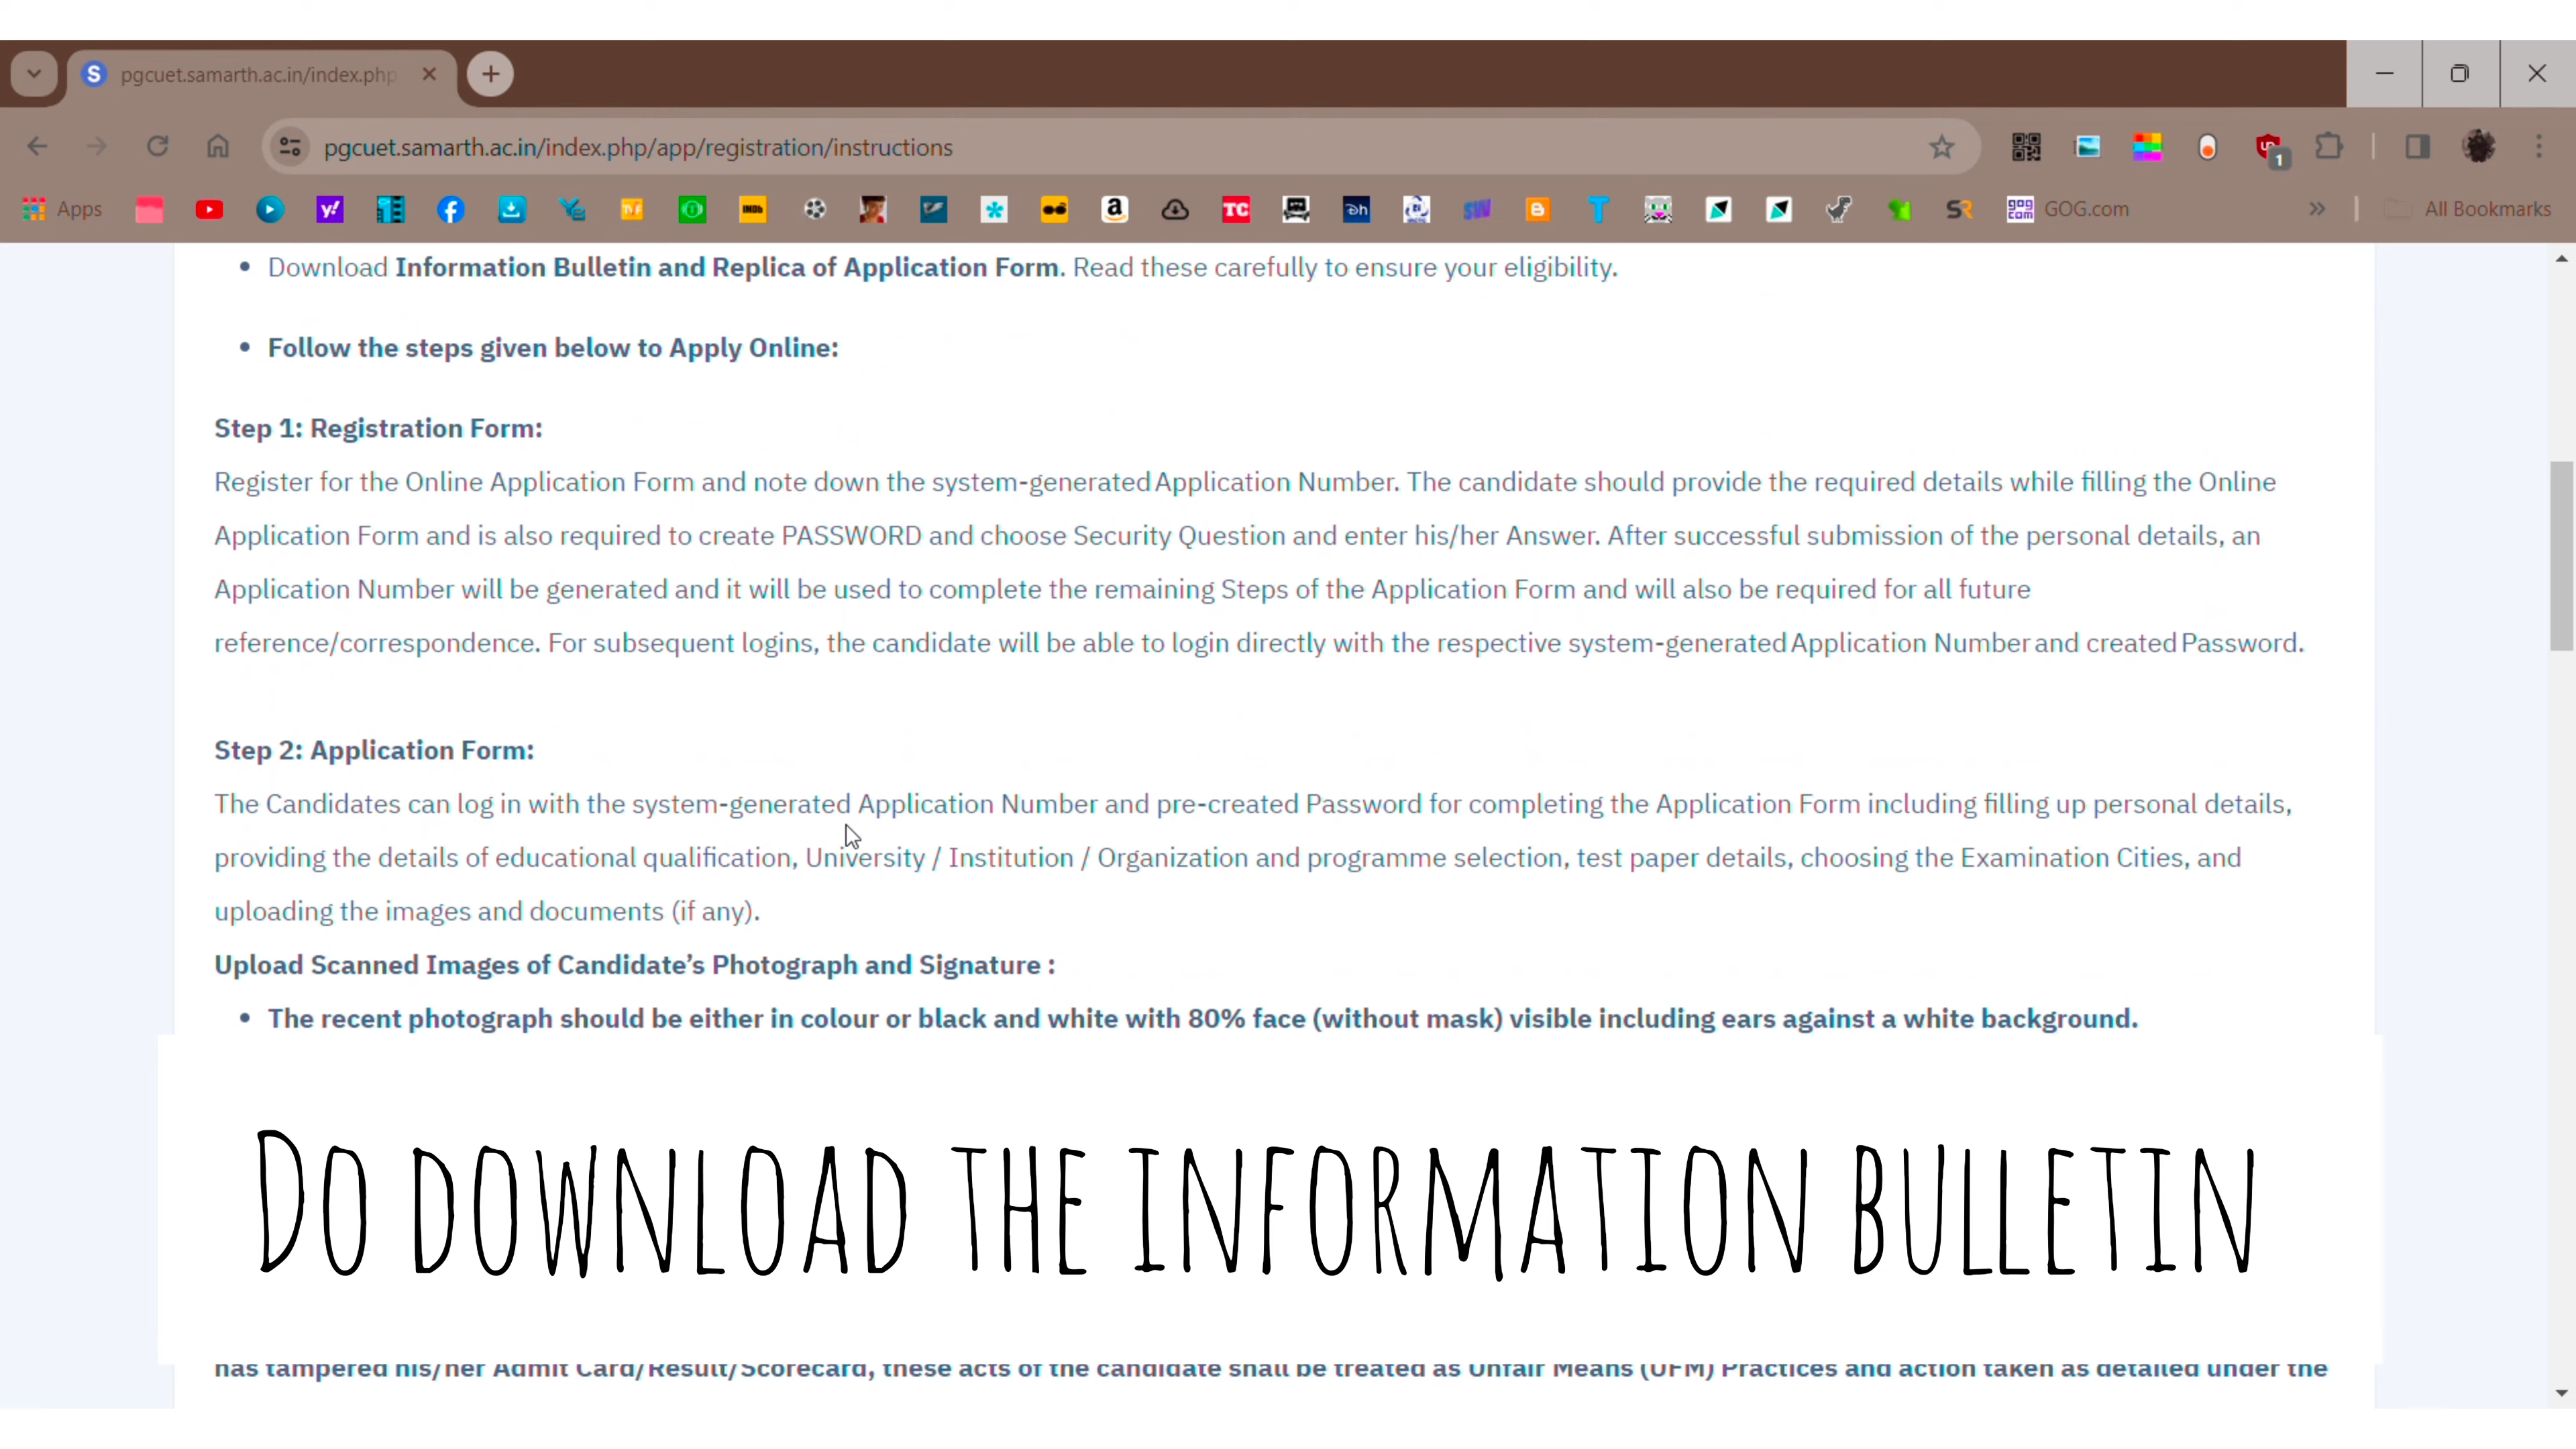 pgcuet.samarth.ac.in/index.php
pgcuet.samarth.ac.in/index.php/app/registration/instructions
Apps
GOG.com
All Bookmarks
• Download Information Bulletin and Replica of Application Form. Read these carefully to ensure your eligibility.
• Follow the steps given below to Apply Online:
Step 1: Registration Form:
Register for the Online Application Form and note down the system-generated Application Number. The candidate should provide the required details while filling the Online
Application Form and is also required to create PASSWORD and choose Security Question and enter his/her Answer. After successful submission of the personal details, an
Application Number will be generated and it will be used to complete the remaining Steps of the Application Form and will also be required for all future
reference/correspondence. For subsequent logins, the candidate will be able to login directly with the respective system-generated Application Number and created Password.
Step 2: Application Form:
The Candidates can log in with the system-generated Application Number and pre-created Password for completing the Application Form including filling up personal details,
providing the details of educational qualification, University / Institution / Organization and programme selection, test paper details, choosing the Examination Cities, and
uploading the images and documents (if any).
Upload Scanned Images of Candidate’s Photograph and Signature :
• The recent photograph should be either in colour or black and white with 80% face (without mask) visible including ears against a white background.
DO DOWNLOAD THE INFORMATION BULLETIN
has tampered his/her Admit Card/Result/Scorecard, these acts of the candidate shall be treated as Unfair Means (UFM) Practices and action taken as detailed under the